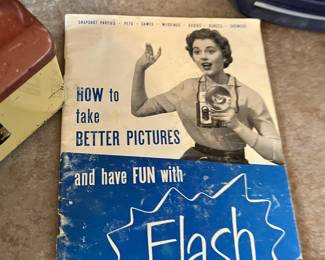 SNAPSHOT PARTIES • PETS • GAMES • WEDDINGS • BABIES • DANCES • SHOWERS
HOW to
take
BETTER PICTURES
and have FUN with
Flash